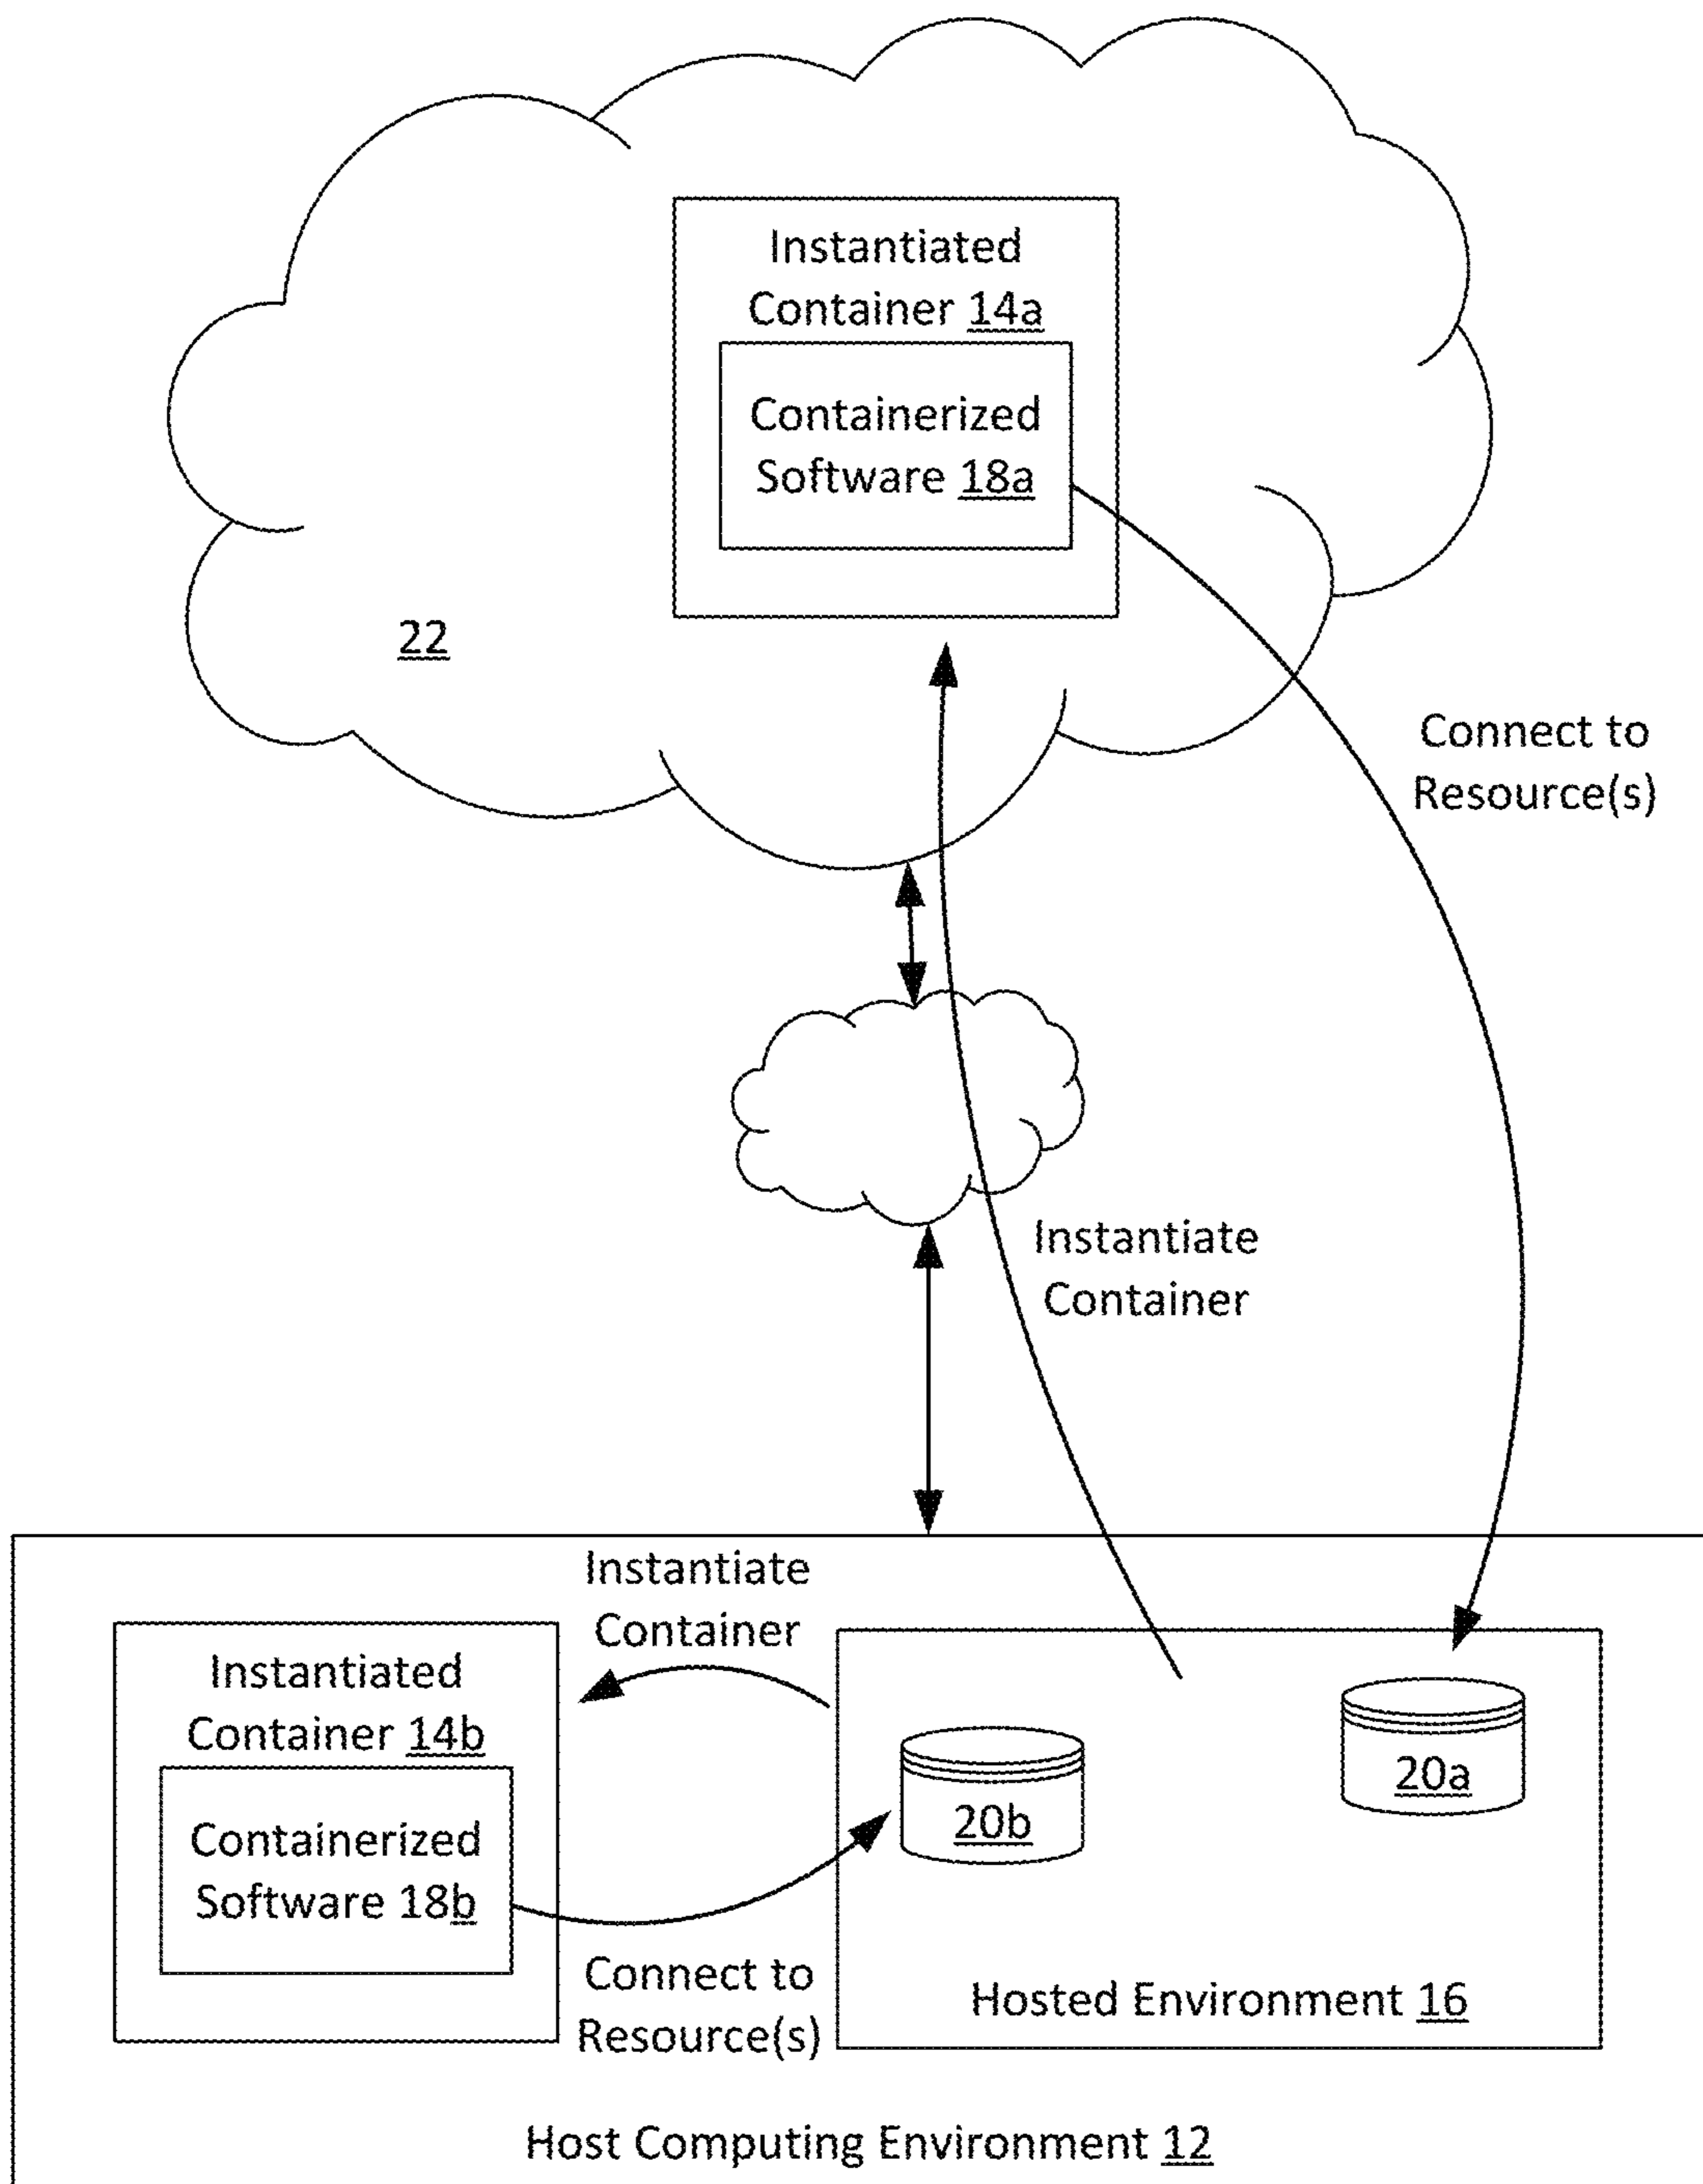 Instantiated
Container 14a
Containerized
Software 18a
22
Connect to
Resource(s)
Instantiate
Container
Instantiate
Container
Instantiated
Container 14b
Containerized
Software 18b
20b
20a
Connect to
Resource(s)
Hosted Environment 16
Host Computing Environment 12